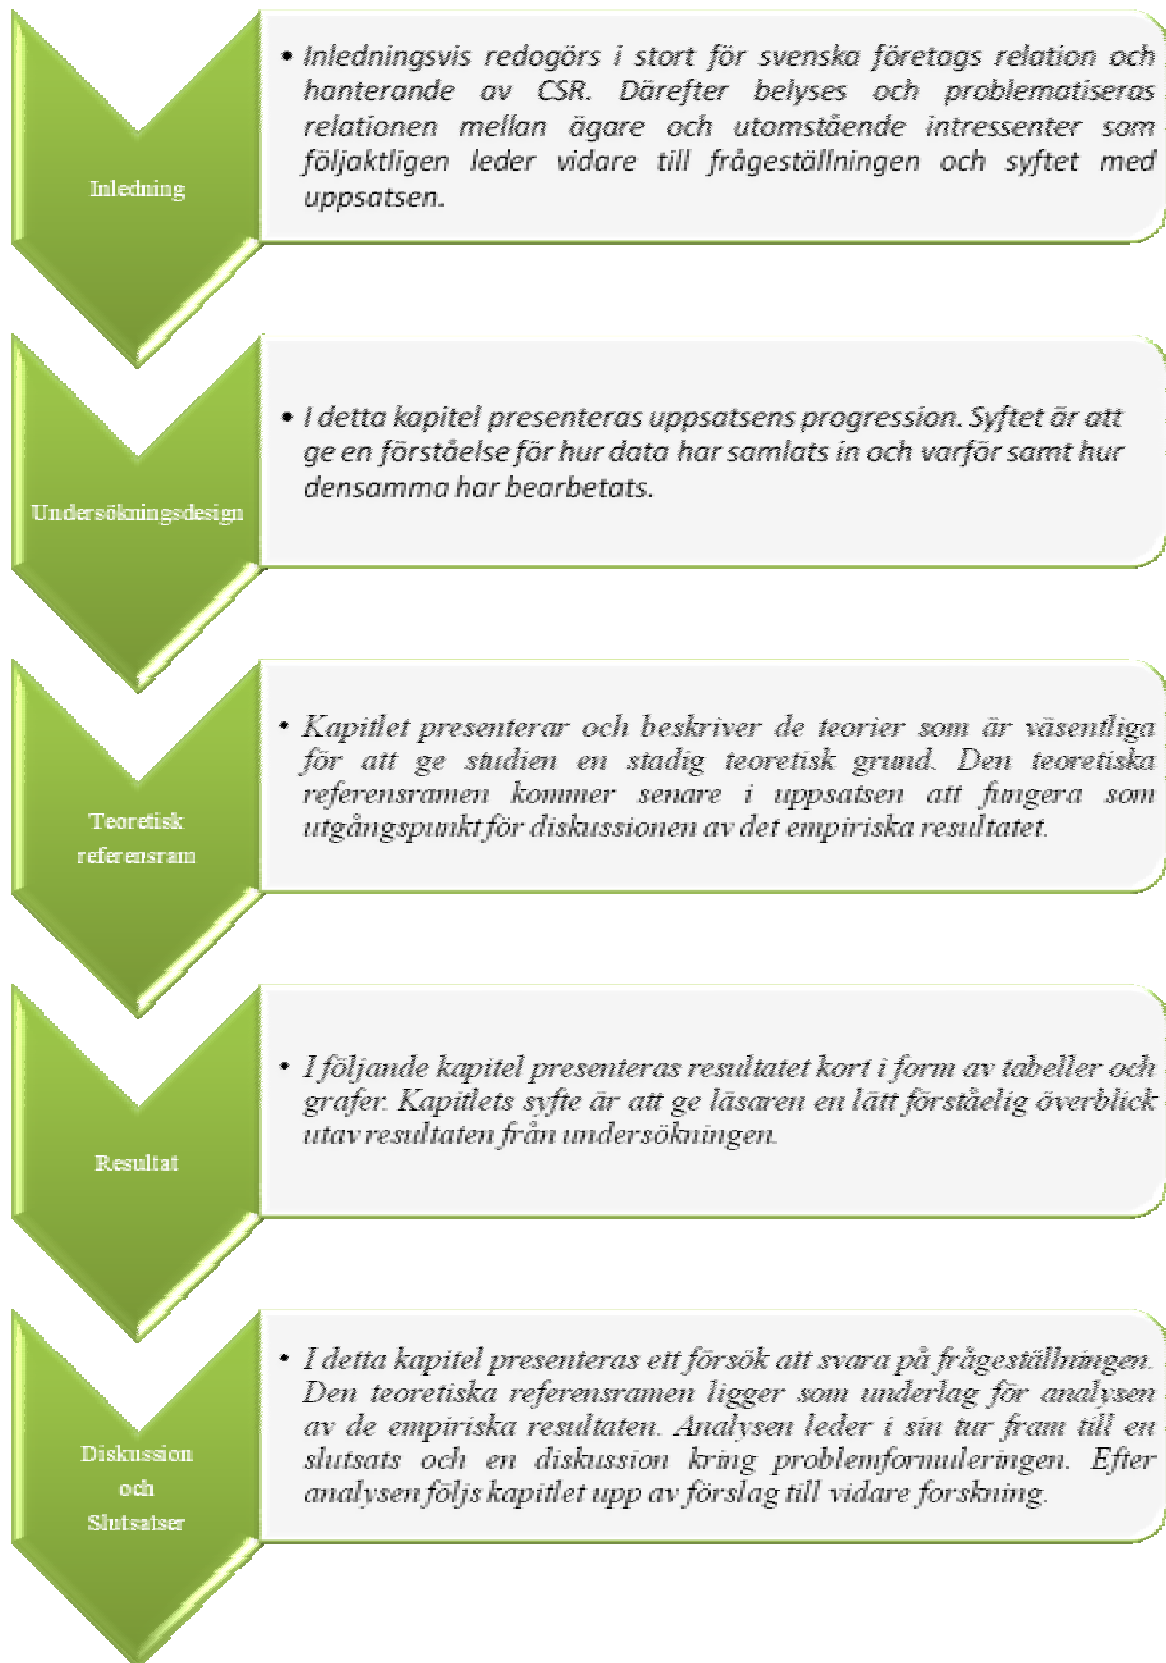 Inledning
• Inledningsvis redogörs i stort för svenska företags relation och
hanterande av CSR. Därefter belyses och problematiseras
relationen mellan ägare och utomstående intressenter som
följaktligen leder vidare till frågeställningen och syftet med
uppsatsen.
Undersökningsdesign
• I detta kapitel presenteras uppsatsens progression. Syftet är att
ge en förståelse för hur data har samlats in och varför samt hur
densamma har bearbetats.
Teoretisk
referensram
• Kapitlet presenterar och beskriver de teorier som är väsentliga
för att ge studien en stadig teoretisk grund. Den teoretiska
referensramen kommer senare i uppsatsen att fungera som
utgångspunkt för diskussionen av det empiriska resultatet.
Resultat
• I följande kapitel presenteras resultatet kort i form av tabeller och
grafer. Kapitlets syfte är att ge läsaren en lätt förståelig överblick
utav resultaten från undersökningen.
Diskussion
och
Slutsatser
• I detta kapitel presenteras ett försök att svara på frågeställningen.
Den teoretiska referensramen ligger som underlag för analysen
av de empiriska resultaten. Analysen leder i sin tur fram till en
slutsats och en diskussion kring problemformuleringen. Efter
analysen följs kapitlet upp av förslag till vidare forskning.